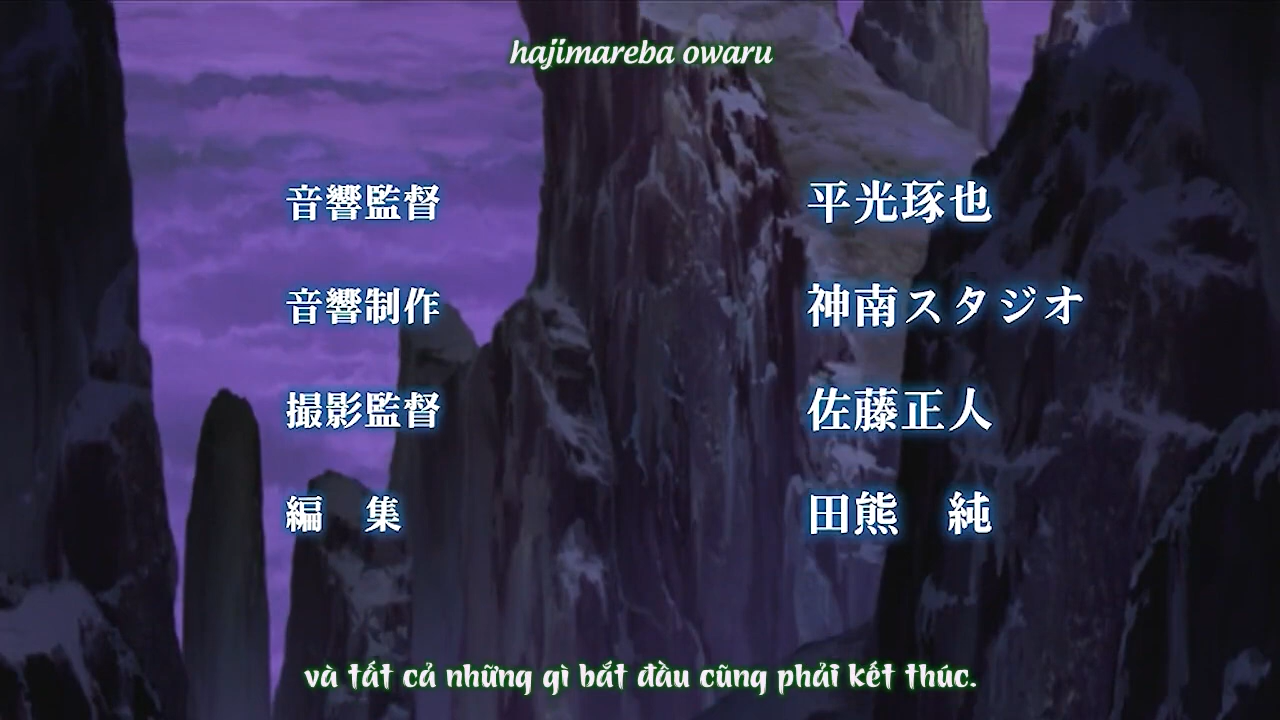 hajimareba owaru
音響監督　平光琢也
音響制作　神南スタジオ
撮影監督　佐藤正人
編　集　田熊　純
và tất cả những gì bắt đầu cũng phải kết thúc.